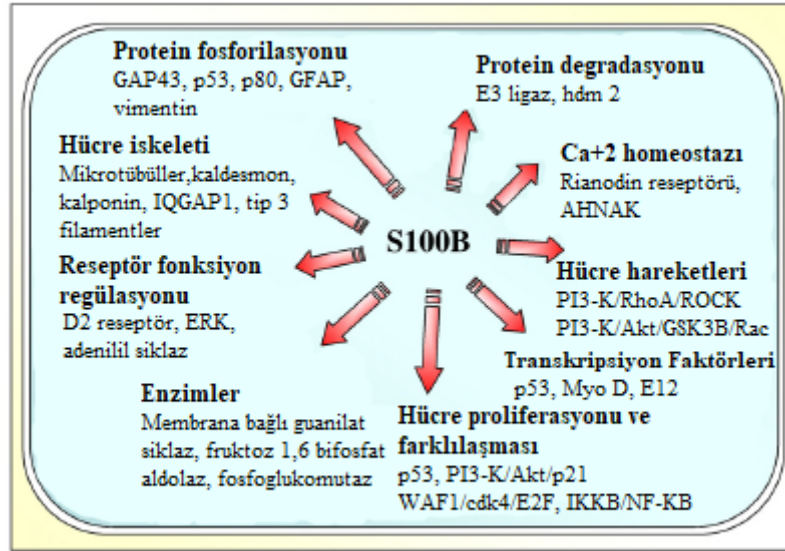 Protein fosforilasyonu
GAP43, p53, p80, GFAP,
vimentin
Protein degradasyonu
E3 ligaz, hdm 2
Hücre iskeleti
Mikrotübüller,kaldesmon,
kalponin, IQGAP1, tip 3
filamentler
Ca+2 homeostazı
Rianodin reseptörü,
AHNAK
S100B
Reseptör fonksiyon
regülasyonu
D2 reseptör, ERK,
adenilil siklaz
Hücre hareketleri
PI3-K/RhoA/ROCK
PI3-K/Akt/GSK3B/Rac
Transkripsiyon Faktörleri
p53, Myo D, E12
Enzimler
Membrana bağlı guanilat
siklaz, fruktoz 1,6 bifosfat
aldolaz, fosfoglukomutaz
Hücre proliferasyonu ve
farklılaşması
p53, PI3-K/Akt/p21
WAF1/cdk4/E2F, IKKB/NF-KB